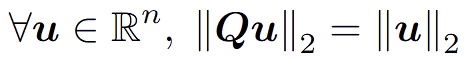 ∀𝒖 ∈ ℝⁿ, ‖𝑸𝒖‖₂ = ‖𝒖‖₂